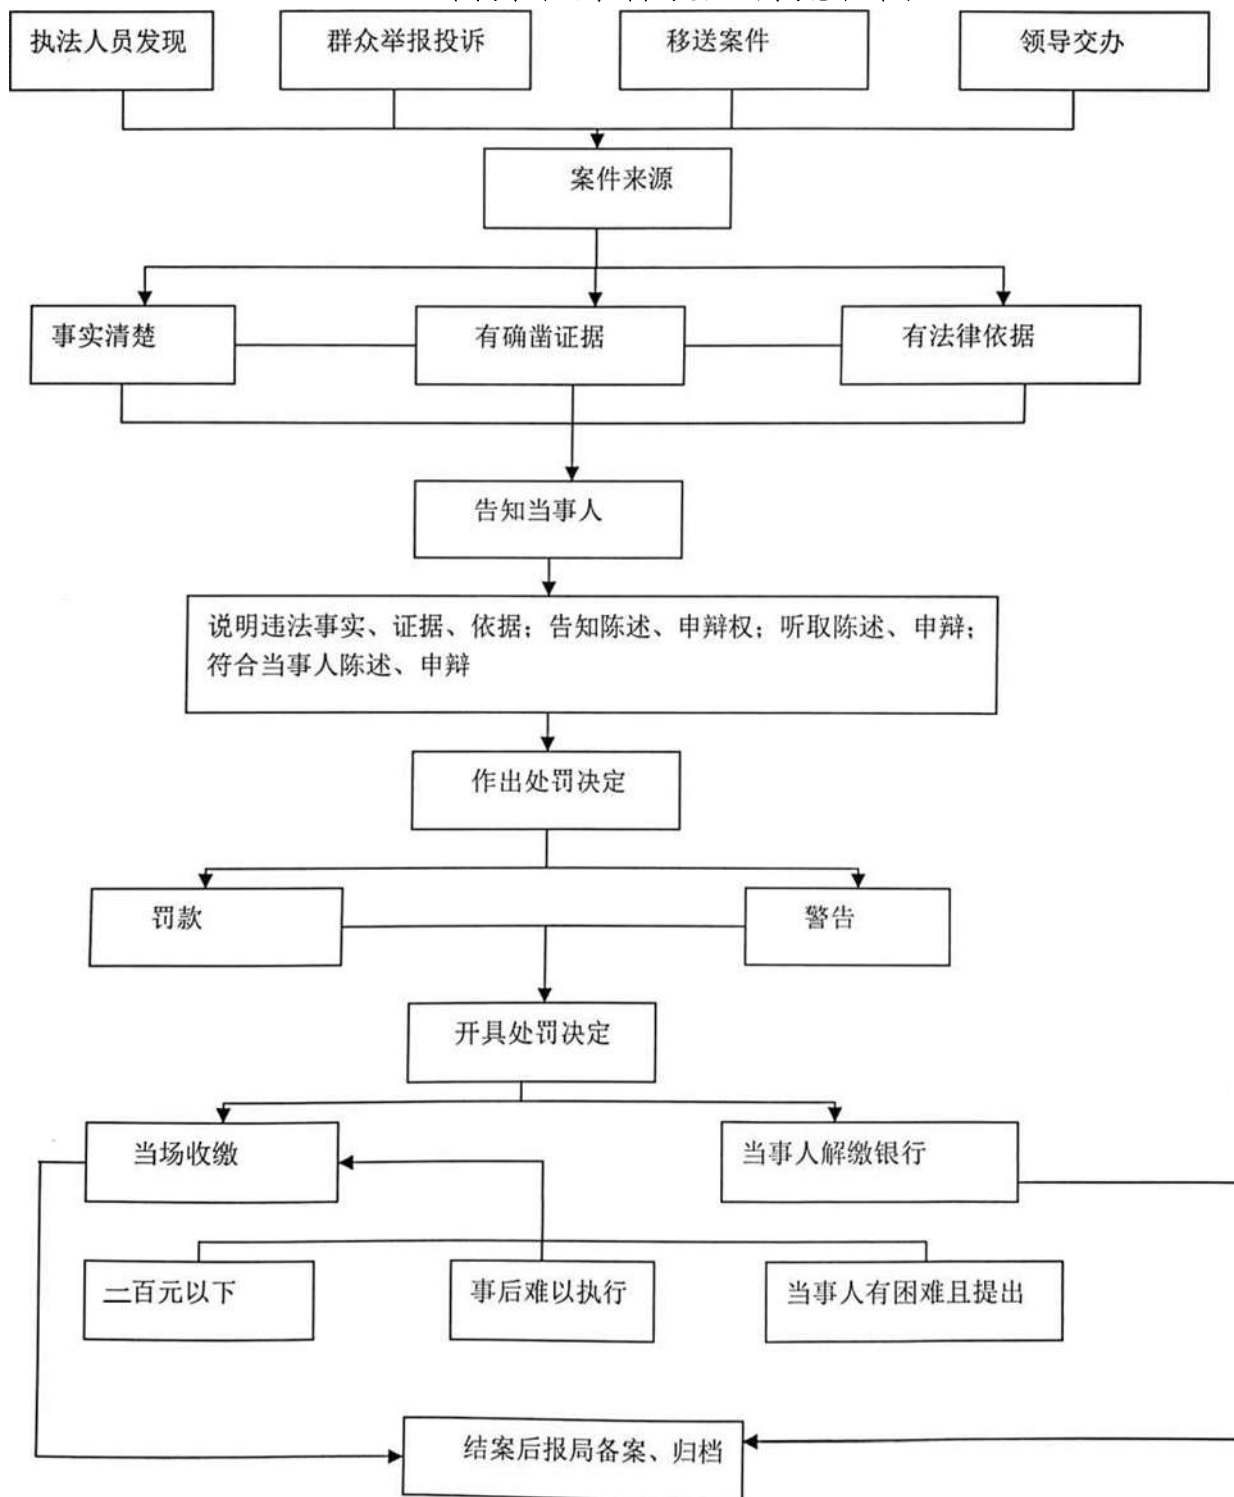 执法人员发现
群众举报投诉
移送案件
领导交办
案件来源
事实清楚
有确凿证据
有法律依据
告知当事人
说明违法事实、证据、依据；告知陈述、申辩权；听取陈述、申辩；
符合当事人陈述、申辩
作出处罚决定
罚款
警告
开具处罚决定
当场收缴
当事人解缴银行
二百元以下
事后难以执行
当事人有困难且提出
结案后报局备案、归档